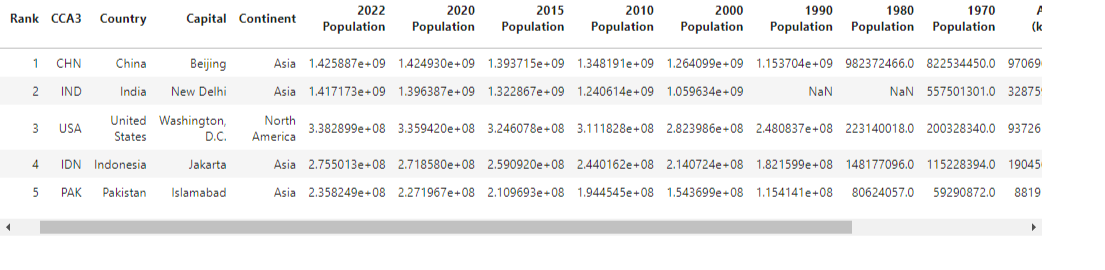 Rank CCA3 Country Capital Continent 2022 Population 2020 Population 2015 Population 2010 Population 2000 Population 1990 Population 1980 Population 1970 Population A (k
1 CHN China Beijing Asia 1.425887e+09 1.424930e+09 1.393715e+09 1.348191e+09 1.264099e+09 1.153704e+09 982372466.0 822534450.0 97069
2 IND India New Delhi Asia 1.417173e+09 1.396387e+09 1.322867e+09 1.240614e+09 1.059634e+09 NaN NaN 557501301.0 32875
3 USA United States Washington, D.C. North America 3.382899e+08 3.359420e+08 3.246078e+08 3.111828e+08 2.823986e+08 2.480837e+08 223140018.0 200328340.0 93726
4 IDN Indonesia Jakarta Asia 2.755013e+08 2.718580e+08 2.590920e+08 2.440162e+08 2.140724e+08 1.821599e+08 148177096.0 115228394.0 19045
5 PAK Pakistan Islamabad Asia 2.358249e+08 2.271967e+08 2.109693e+08 1.944545e+08 1.543699e+08 1.154141e+08 80624057.0 59290872.0 8819